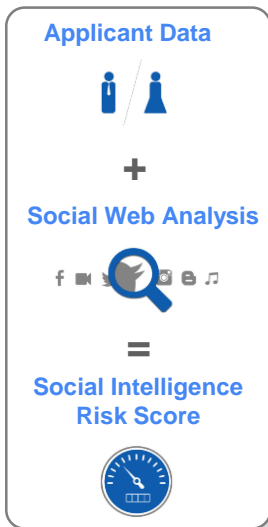 Applicant Data
+
Social Web Analysis
=
Social Intelligence
Risk Score